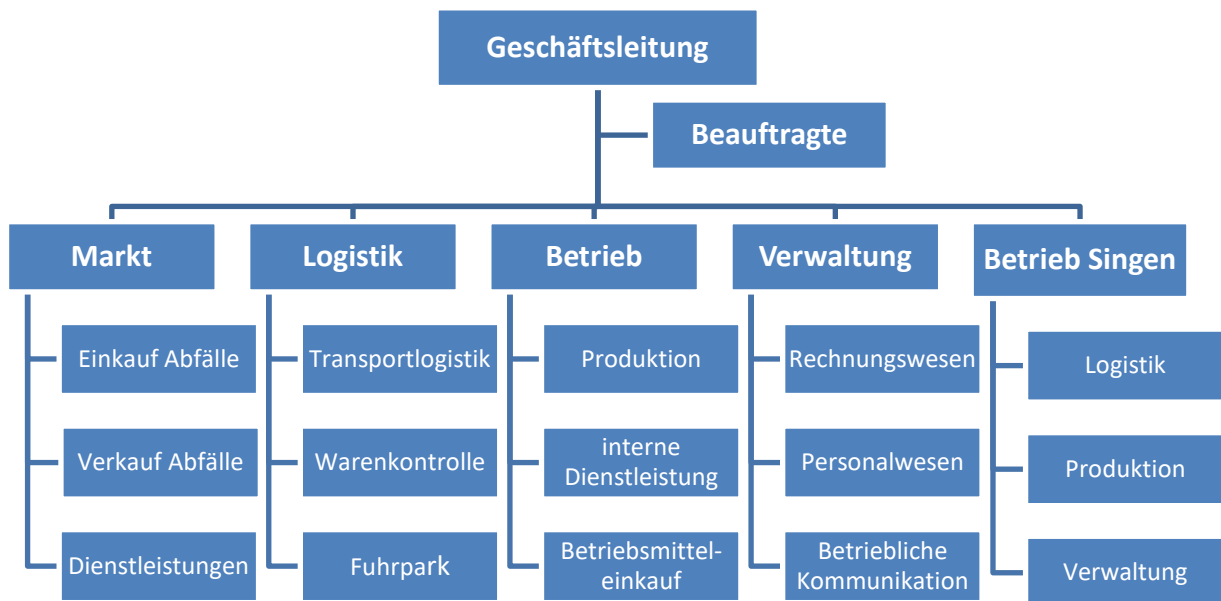 Geschäftsleitung
Beauftragte
Markt
Logistik
Betrieb
Verwaltung
Betrieb Singen
Einkauf Abfälle
Verkauf Abfälle
Dienstleistungen
Transportlogistik
Warenkontrolle
Fuhrpark
Produktion
interne
Dienstleistung
Betriebsmittel-
einkauf
Rechnungswesen
Personalwesen
Betriebliche
Kommunikation
Logistik
Produktion
Verwaltung